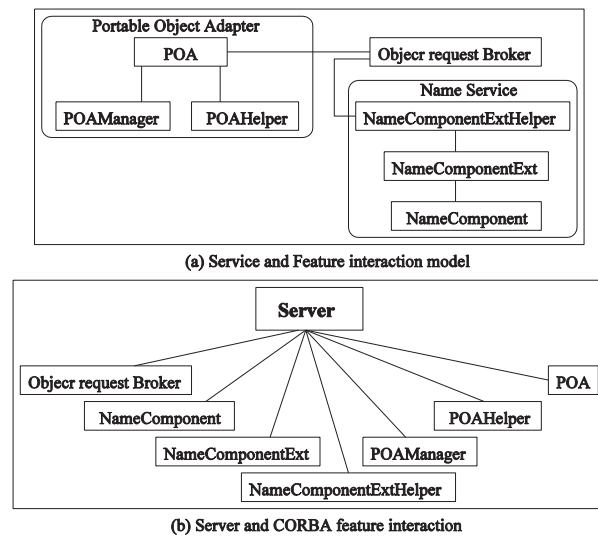 Portable Object Adapter
POA
Objecr request Broker
POAManager
POAHelper
Name Service
NameComponentExtHelper
NameComponentExt
NameComponent
(a) Service and Feature interaction model
Server
Objecr request Broker
POA
NameComponent
POAHelper
NameComponentExt
POAManager
NameComponentExtHelper
(b) Server and CORBA feature interaction